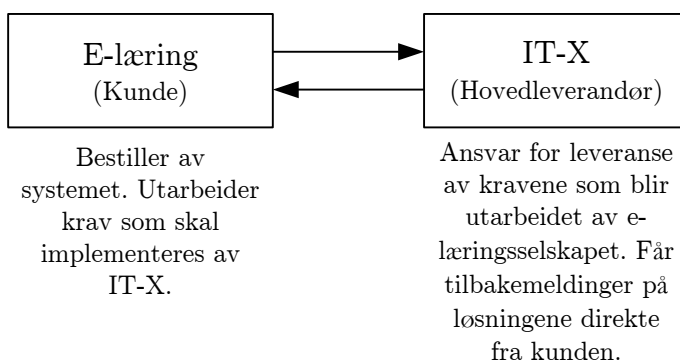 E-læring
(Kunde)
IT-X
(Hovedleverandør)
Bestiller av
systemet. Utarbeider
krav som skal
implementeres av
IT-X.
Ansvar for leveranse
av kravene som blir
utarbeidet av e-
læringsselskapet. Får
tilbakemeldinger på
løsningene direkte
fra kunden.